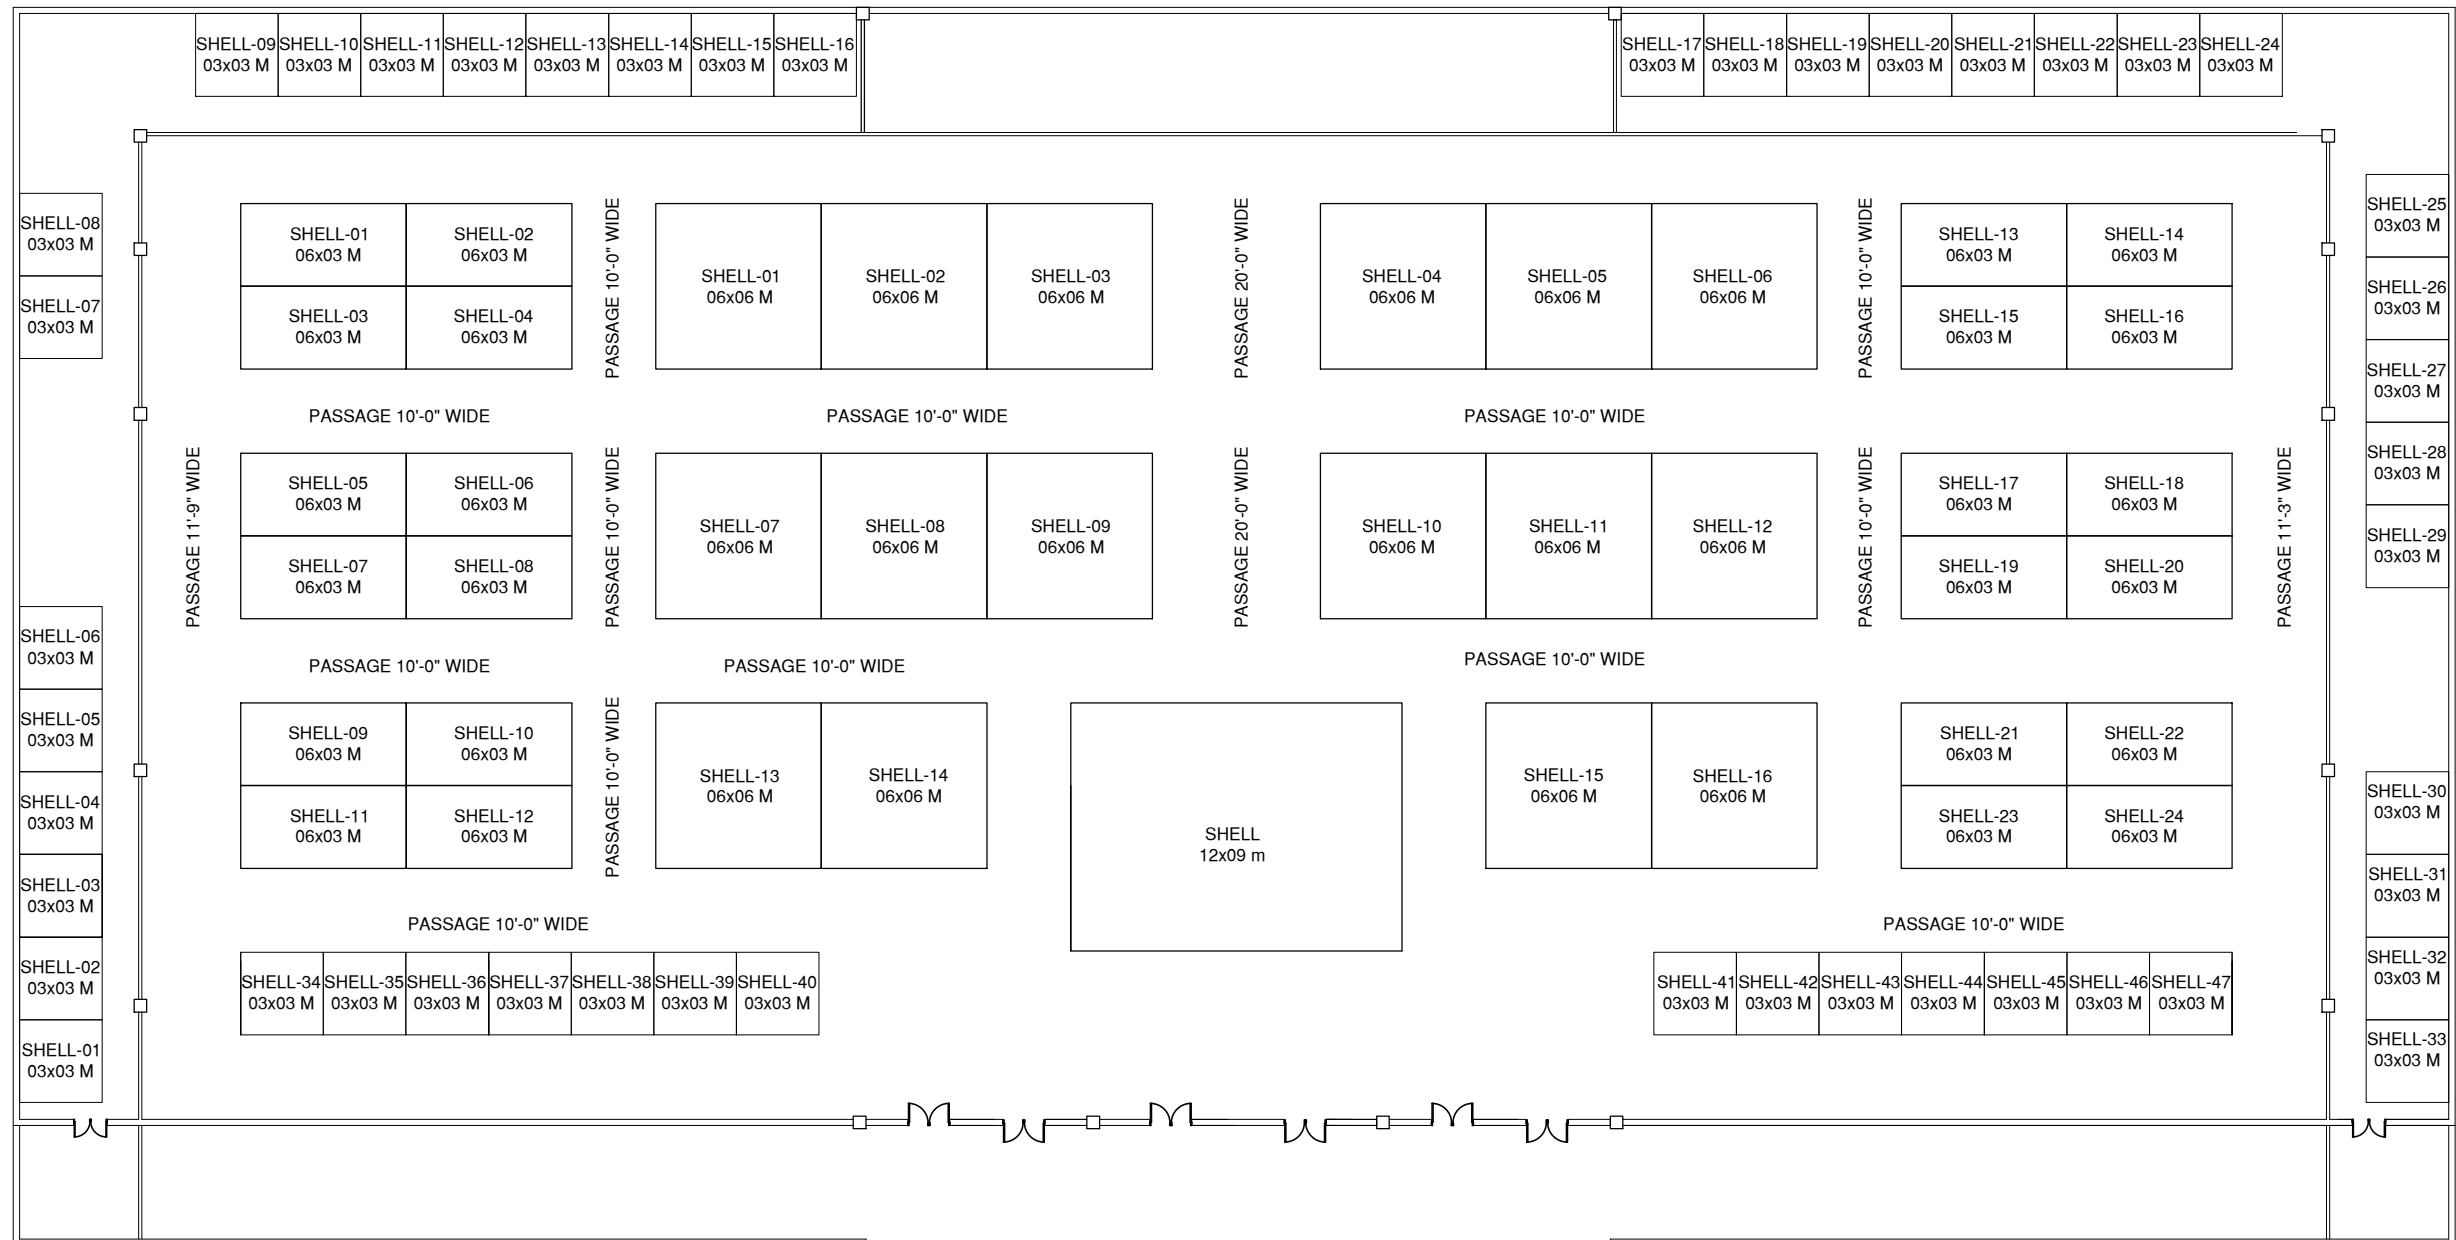 SHELL-09
03x03 M
SHELL-10
03x03 M
SHELL-11
03x03 M
SHELL-12
03x03 M
SHELL-13
03x03 M
SHELL-14
03x03 M
SHELL-15
03x03 M
SHELL-16
03x03 M
SHELL-17
03x03 M
SHELL-18
03x03 M
SHELL-19
03x03 M
SHELL-20
03x03 M
SHELL-21
03x03 M
SHELL-22
03x03 M
SHELL-23
03x03 M
SHELL-24
03x03 M
SHELL-08
03x03 M
SHELL-07
03x03 M
SHELL-06
03x03 M
SHELL-05
03x03 M
SHELL-04
03x03 M
SHELL-03
03x03 M
SHELL-02
03x03 M
SHELL-01
03x03 M
SHELL-01
06x03 M
SHELL-02
06x03 M
SHELL-03
06x03 M
SHELL-04
06x03 M
PASSAGE 10'-0" WIDE
SHELL-01
06x06 M
SHELL-02
06x06 M
SHELL-03
06x06 M
PASSAGE 20'-0" WIDE
SHELL-04
06x06 M
SHELL-05
06x06 M
SHELL-06
06x06 M
PASSAGE 10'-0" WIDE
SHELL-13
06x03 M
SHELL-14
06x03 M
SHELL-15
06x03 M
SHELL-16
06x03 M
PASSAGE 10'-0" WIDE
PASSAGE 10'-0" WIDE
PASSAGE 10'-0" WIDE
PASSAGE 11'-9" WIDE
SHELL-05
06x03 M
SHELL-06
06x03 M
SHELL-07
06x03 M
SHELL-08
06x03 M
PASSAGE 10'-0" WIDE
SHELL-07
06x06 M
SHELL-08
06x06 M
SHELL-09
06x06 M
PASSAGE 20'-0" WIDE
SHELL-10
06x06 M
SHELL-11
06x06 M
SHELL-12
06x06 M
PASSAGE 10'-0" WIDE
SHELL-17
06x03 M
SHELL-18
06x03 M
SHELL-19
06x03 M
SHELL-20
06x03 M
PASSAGE 11'-3" WIDE
PASSAGE 10'-0" WIDE
PASSAGE 10'-0" WIDE
PASSAGE 10'-0" WIDE
SHELL-09
06x03 M
SHELL-10
06x03 M
SHELL-11
06x03 M
SHELL-12
06x03 M
PASSAGE 10'-0" WIDE
SHELL-13
06x06 M
SHELL-14
06x06 M
SHELL
12x09 m
SHELL-15
06x06 M
SHELL-16
06x06 M
SHELL-21
06x03 M
SHELL-22
06x03 M
SHELL-23
06x03 M
SHELL-24
06x03 M
PASSAGE 10'-0" WIDE
PASSAGE 10'-0" WIDE
SHELL-34
03x03 M
SHELL-35
03x03 M
SHELL-36
03x03 M
SHELL-37
03x03 M
SHELL-38
03x03 M
SHELL-39
03x03 M
SHELL-40
03x03 M
SHELL-41
03x03 M
SHELL-42
03x03 M
SHELL-43
03x03 M
SHELL-44
03x03 M
SHELL-45
03x03 M
SHELL-46
03x03 M
SHELL-47
03x03 M
SHELL-25
03x03 M
SHELL-26
03x03 M
SHELL-27
03x03 M
SHELL-28
03x03 M
SHELL-29
03x03 M
SHELL-30
03x03 M
SHELL-31
03x03 M
SHELL-32
03x03 M
SHELL-33
03x03 M